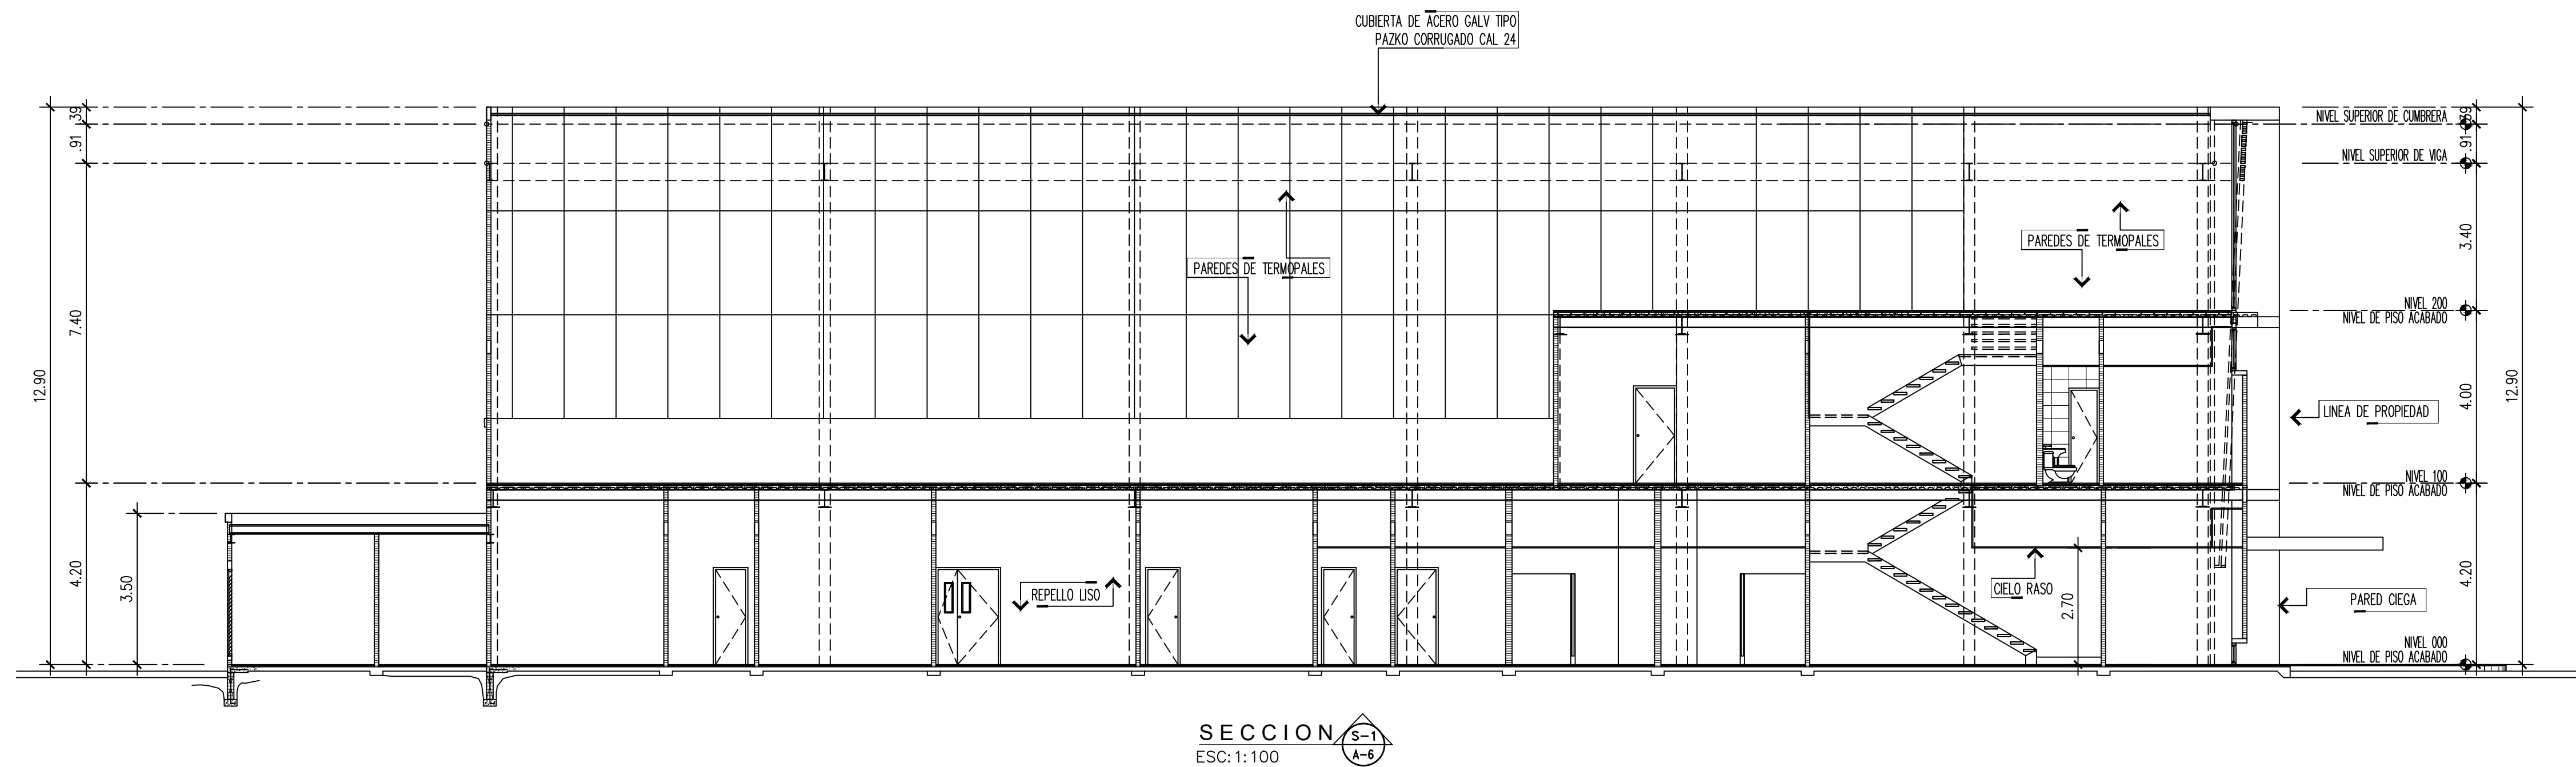 CUBIERTA DE ACERO GALV TIPO
PAZKO CORRUGADO CAL 24
.39
.91
7.40
12.90
4.20
3.50
PAREDES DE TERMOPALES
PAREDES DE TERMOPALES
REPELLO LISO
CIELO RASO
2.70
NIVEL SUPERIOR DE CUMBRERA
NIVEL SUPERIOR DE VIGA
NIVEL 200
NIVEL DE PISO ACABADO
LINEA DE PROPIEDAD
NIVEL 100
NIVEL DE PISO ACABADO
PARED CIEGA
NIVEL 000
NIVEL DE PISO ACABADO
.39
.91
3.40
4.00
12.90
4.20
SECCION
S-1
A-6
ESC: 1:100